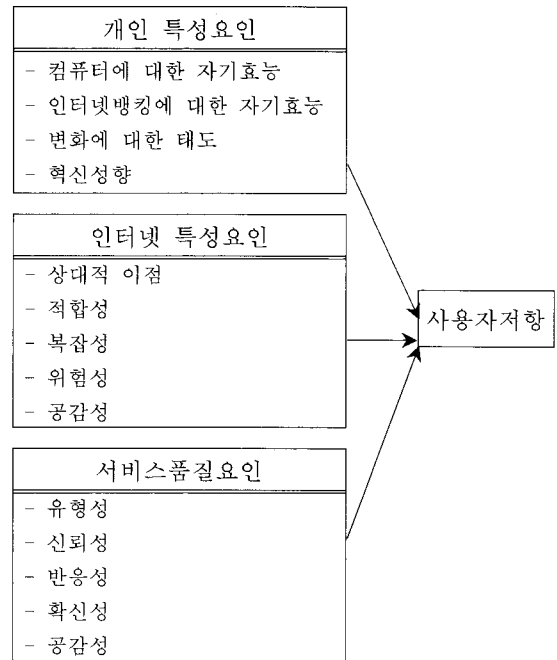 개인 특성요인
- 컴퓨터에 대한 자기효능
- 인터넷뱅킹에 대한 자기효능
- 변화에 대한 태도
- 혁신성향
인터넷 특성요인
- 상대적 이점
- 적합성
- 복잡성
- 위험성
- 공감성
사용자저항
서비스품질요인
- 유형성
- 신뢰성
- 반응성
- 확신성
- 공감성